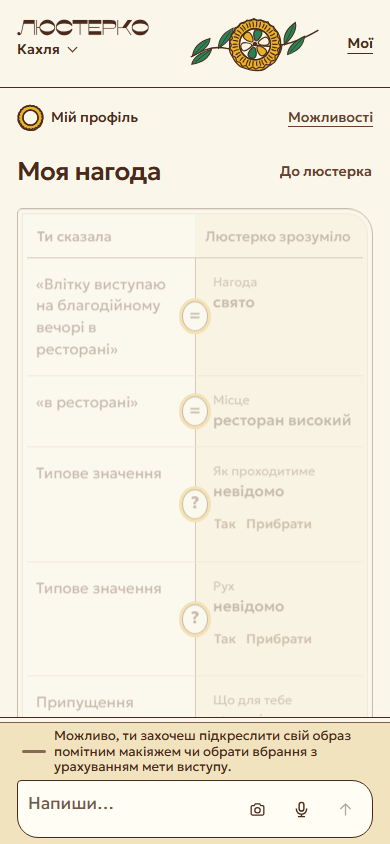 ЛЮСТЕРКО
Кахля
Мої
Мій профіль
Можливості
Моя нагода
До люстерка
Ти сказала
Люстерко зрозуміло
«Влітку виступаю
на благодійному
вечорі в
ресторані»
=
Нагода
свято
«в ресторані»
=
Місце
ресторан високий
Типове значення
?
Як проходитиме
невідомо
Так Прибрати
Типове значення
?
Рух
невідомо
Так Прибрати
Припущення
Що для тебе
Можливо, ти захочеш підкреслити свій образ
помітним макіяжем чи обрати вбрання з
урахуванням мети виступу.
Напиши...